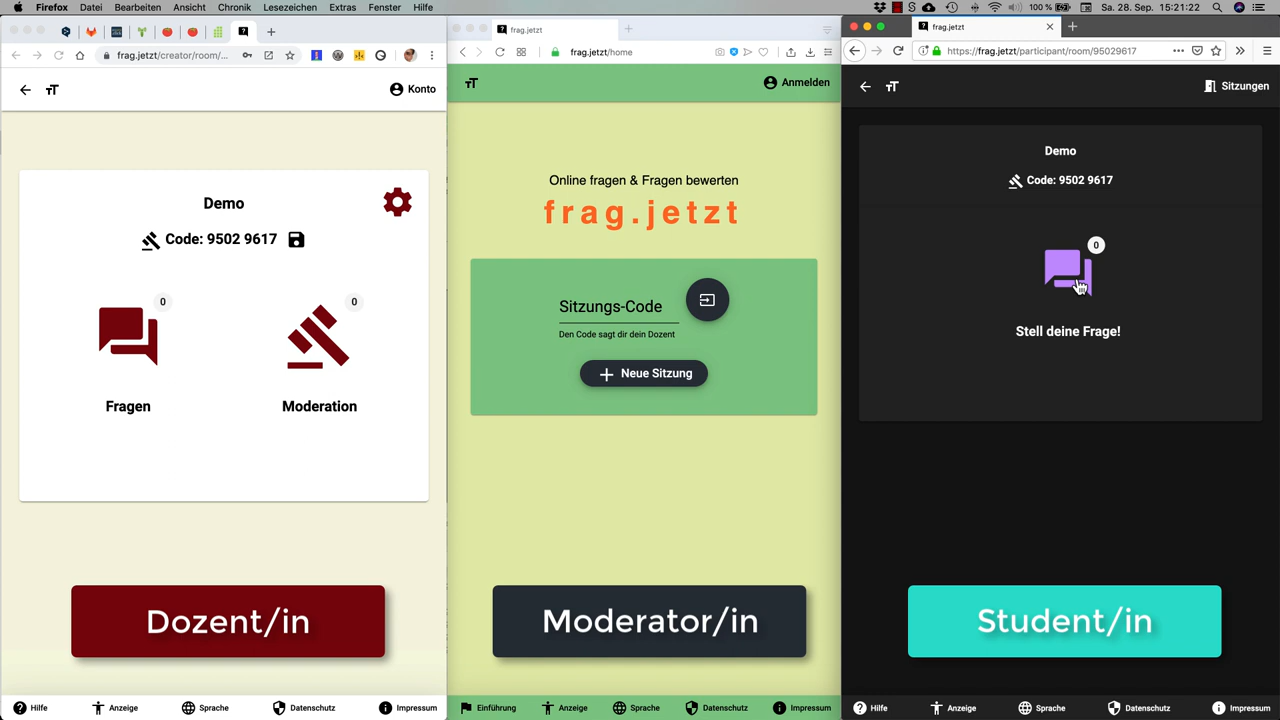 Firefox Datei Bearbeiten Ansicht Chronik Lesezeichen Extras Fenster Hilfe
100 % Sa. 28. Sep. 15:21:22
frag.jetzt/creator/room/...
Konto
Demo
Code: 9502 9617
0
0
Fragen
Moderation
Dozent/in
Hilfe Anzeige Sprache Datenschutz Impressum
frag.jetzt
frag.jetzt/home
Anmelden
Online fragen & Fragen bewerten
frag.jetzt
Sitzungs-Code
Den Code sagt dir dein Dozent
Neue Sitzung
Moderator/in
Einführung Anzeige Sprache Datenschutz Impressum
frag.jetzt
https://frag.jetzt/participant/room/95029617
Sitzungen
Demo
Code: 9502 9617
0
Stell deine Frage!
Student/in
Hilfe Anzeige Sprache Datenschutz Impressum